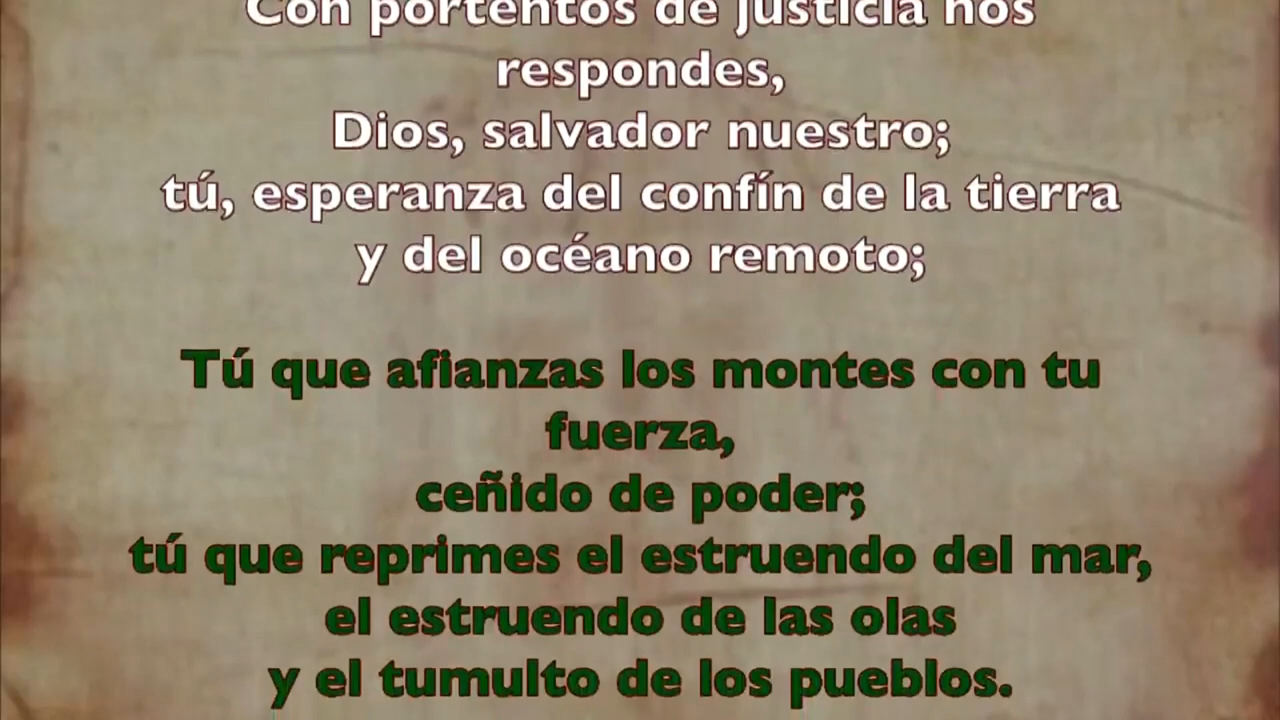 Con portentos de justicia nos
respondes,
Dios, salvador nuestro;
tú, esperanza del confín de la tierra
y del océano remoto;
Tú que afianzas los montes con tu
fuerza,
ceñido de poder;
tú que reprimes el estruendo del mar,
el estruendo de las olas
y el tumulto de los pueblos.